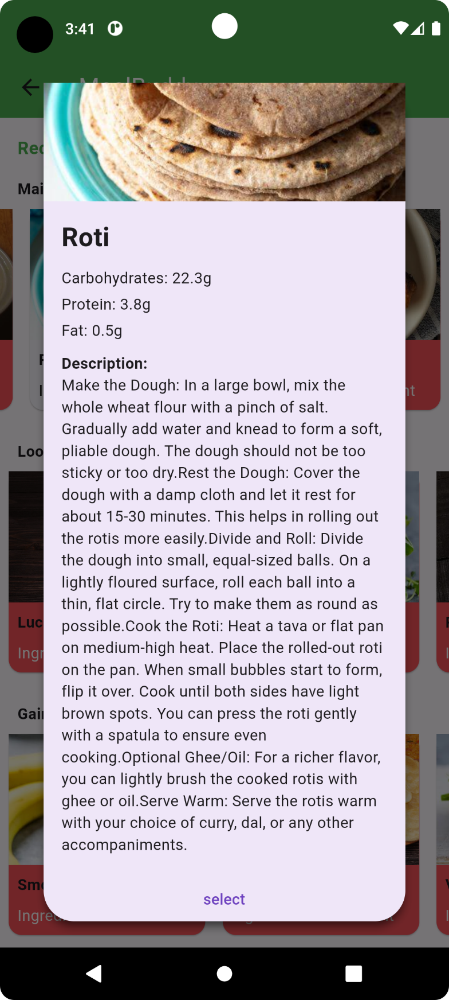 3:41
Roti
Carbohydrates: 22.3g
Protein: 3.8g
Fat: 0.5g
Description:
Make the Dough: In a large bowl, mix the
whole wheat flour with a pinch of salt.
Gradually add water and knead to form a soft,
pliable dough. The dough should not be too
sticky or too dry.Rest the Dough: Cover the
dough with a damp cloth and let it rest for
about 15-30 minutes. This helps in rolling out
the rotis more easily.Divide and Roll: Divide
the dough into small, equal-sized balls. On a
lightly floured surface, roll each ball into a
thin, flat circle. Try to make them as round as
possible.Cook the Roti: Heat a tava or flat pan
on medium-high heat. Place the rolled-out roti
on the pan. When small bubbles start to form,
flip it over. Cook until both sides have light
brown spots. You can press the roti gently
with a spatula to ensure even
cooking.Optional Ghee/Oil: For a richer flavor,
you can lightly brush the cooked rotis with
ghee or oil.Serve Warm: Serve the rotis warm
with your choice of curry, dal, or any other
accompaniments.
select